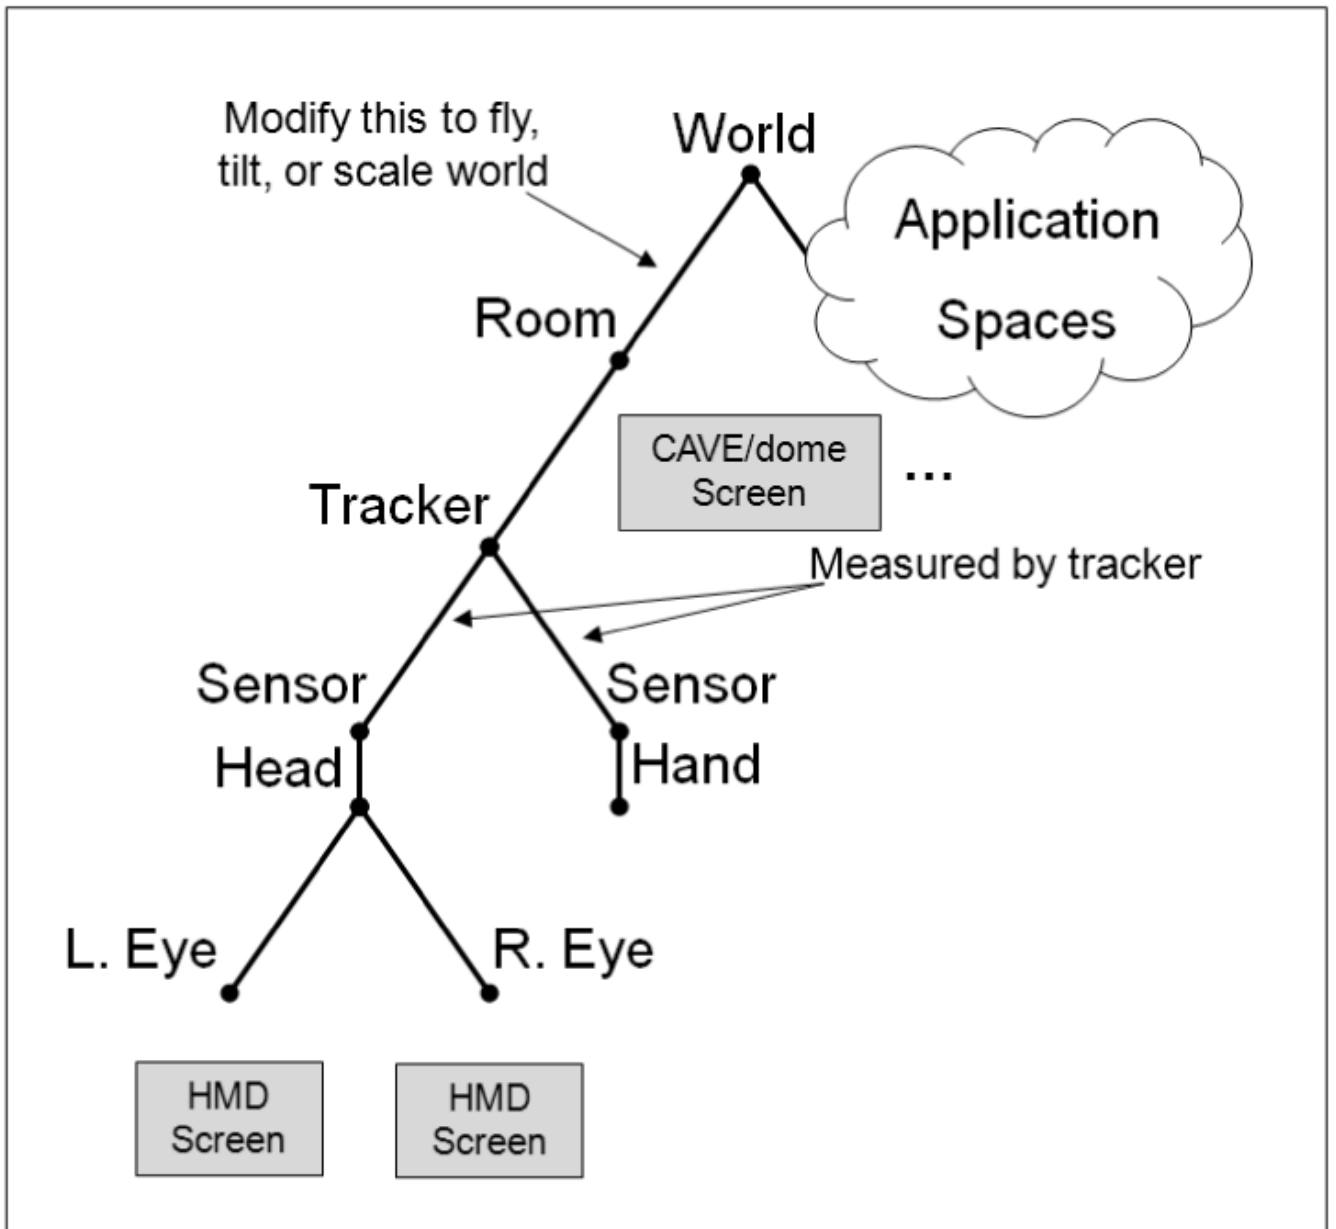 Modify this to fly,
tilt, or scale world
World
Application
Spaces
Room
CAVE/dome
Screen
...
Tracker
Measured by tracker
Sensor
Sensor
Head
Hand
L. Eye
R. Eye
HMD
Screen
HMD
Screen